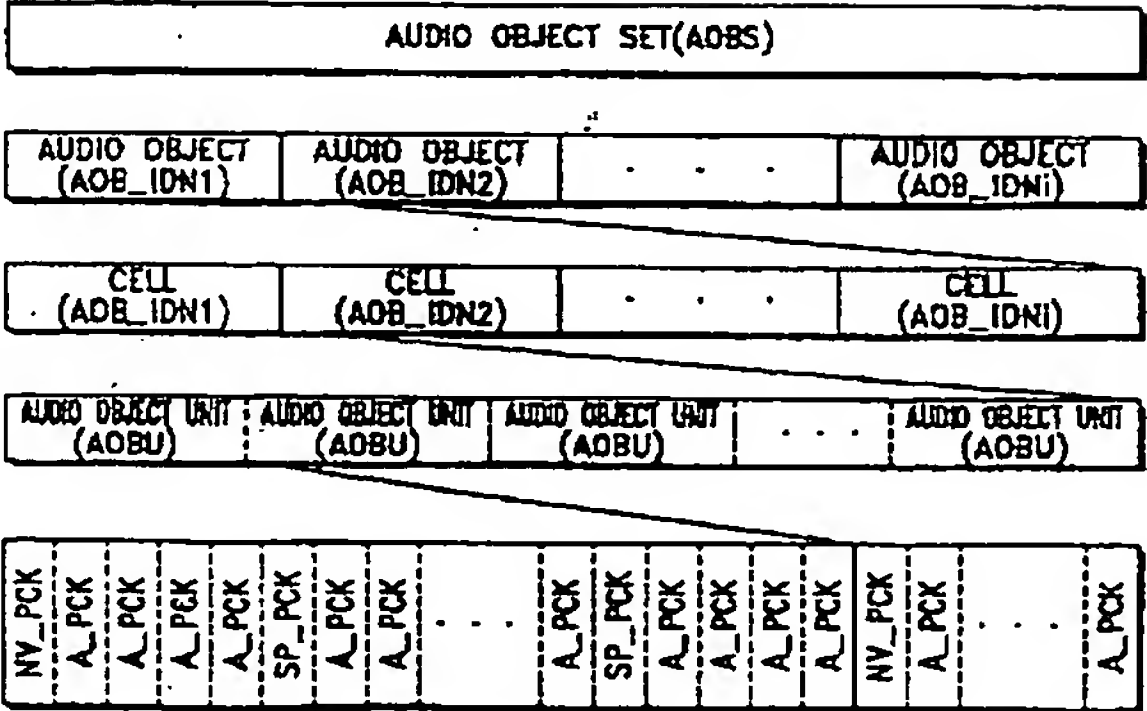 AUDIO OBJECT SET(AOBS)
AUDIO OBJECT AUDIO OBJECT . . . AUDIO OBJECT
(AOB_IDN1) (AOB_IDN2) (AOB_IDNi)
CELL CELL . . . CELL
(AOB_IDN1) (AOB_IDN2) (AOB_IDNi)
AUDIO OBJECT UNIT AUDIO OBJECT UNIT AUDIO OBJECT UNIT . . . AUDIO OBJECT UNIT
(AOBU) (AOBU) (AOBU) (AOBU)
NV_PCK
A_PCK
A_PCK
A_PCK
A_PCK
SP_PCK
A_PCK
A_PCK
. . .
A_PCK
SP_PCK
A_PCK
A_PCK
A_PCK
A_PCK
NV_PCK
A_PCK
. . .
A_PCK